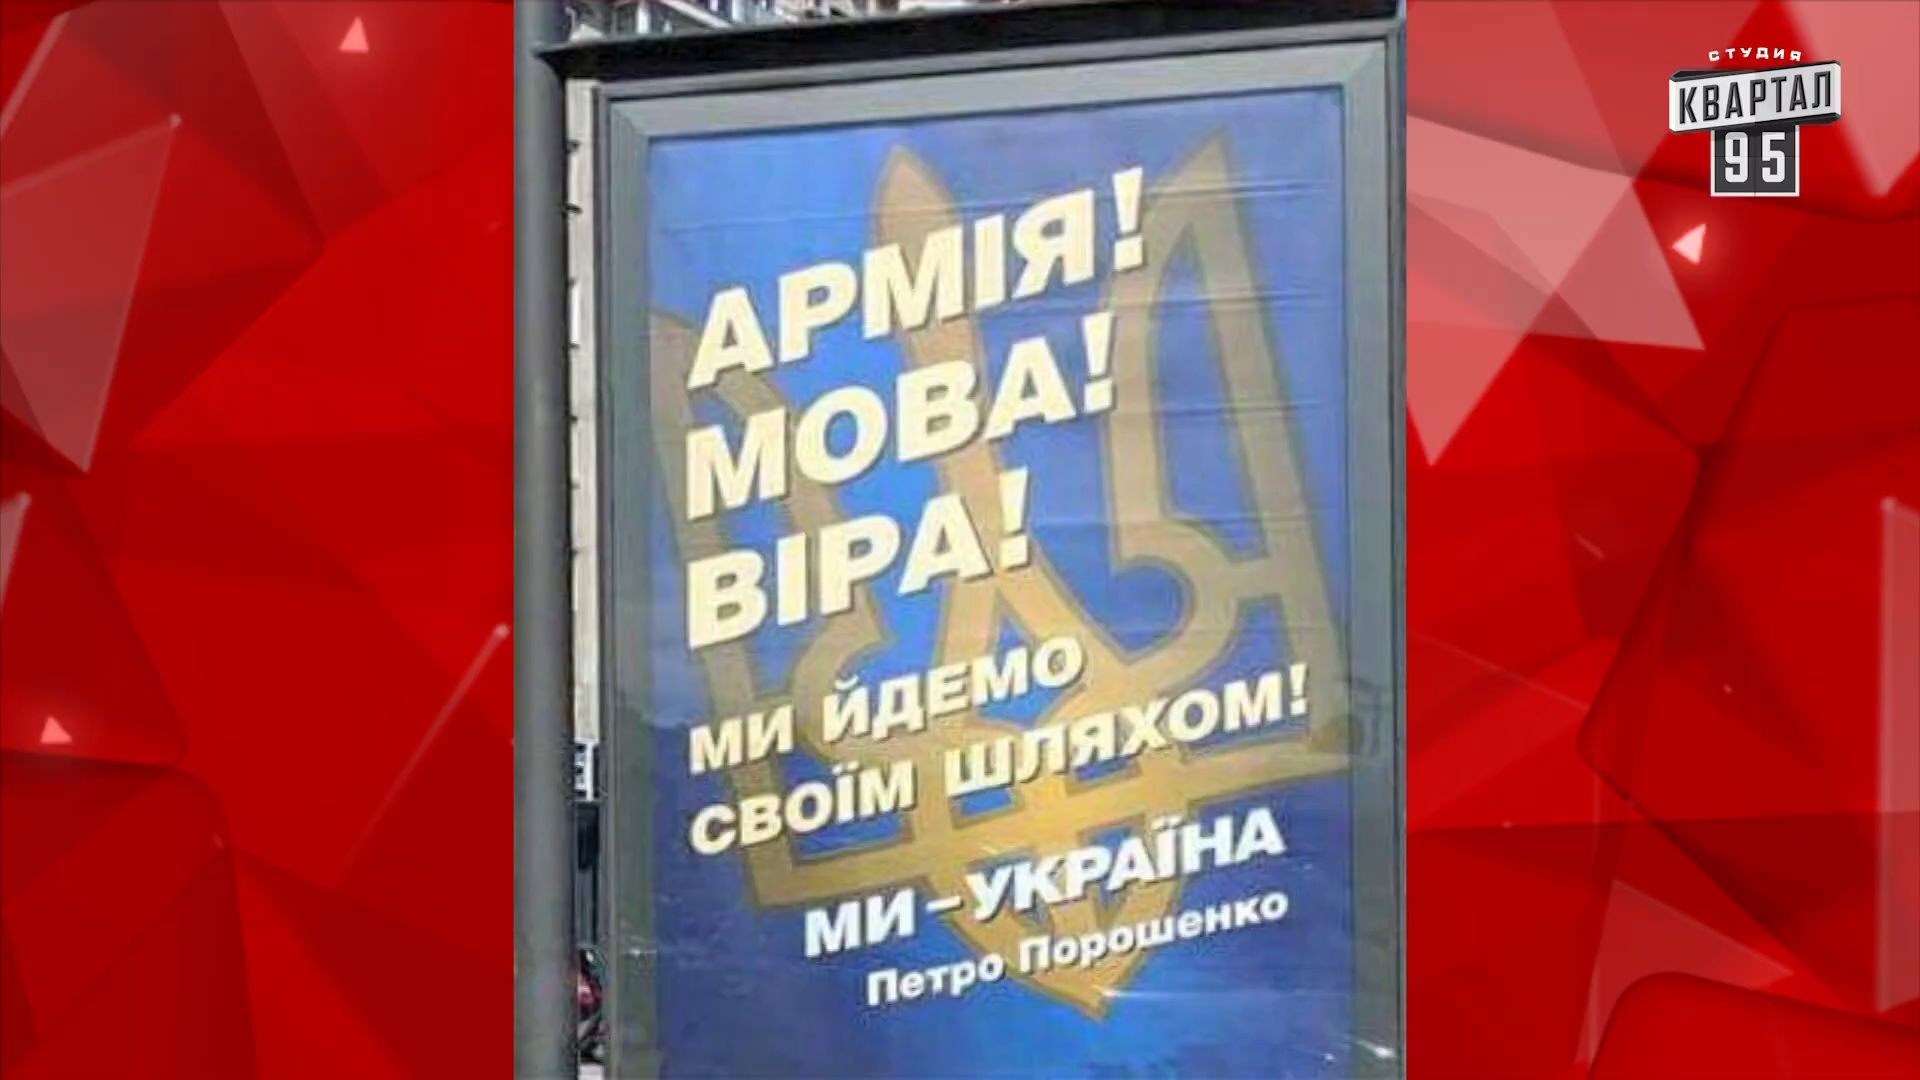 АРМІЯ!
МОВА!
ВІРА!
МИ ЙДЕМО
СВОЇМ ШЛЯХОМ!
МИ – УКРАЇНА
Петро Порошенко
СТУДИЯ
КВАРТАЛ
95